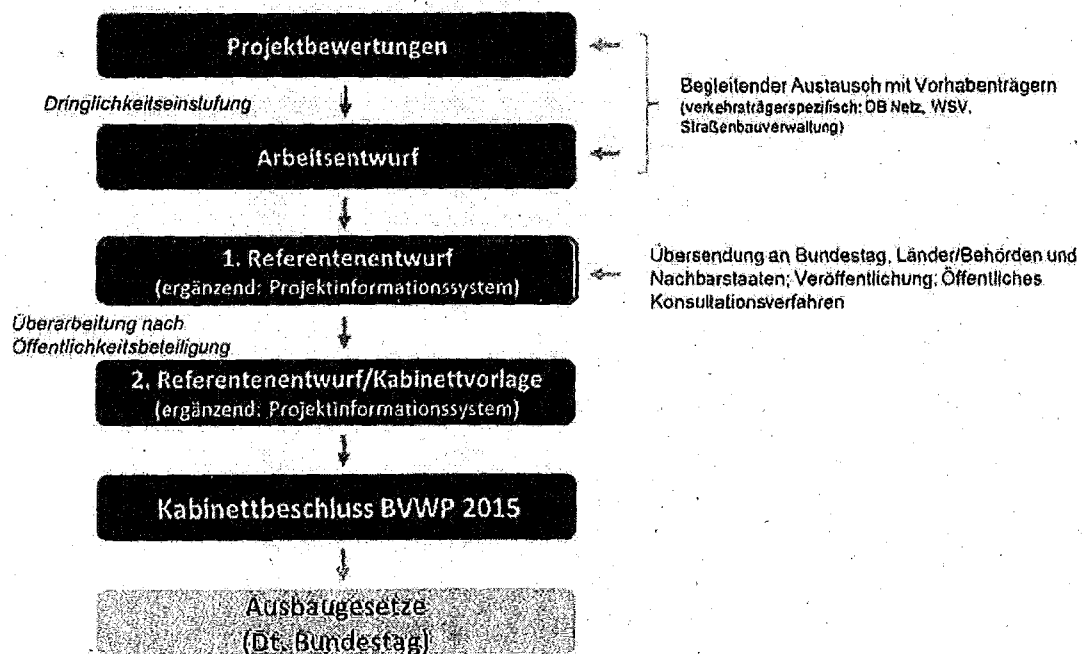 Projektbewertungen
Dringlichkeitseinstufung
Begleitender Austausch mit Vorhabenträgern
(verkehrsträgerspezifisch: DB Netz, WSV,
Straßenbauverwaltung)
Arbeitsentwurf
1. Referentenentwurf
(ergänzend: Projektinformationssystem)
Übersendung an Bundestag, Länder/Behörden und
Nachbarstaaten; Veröffentlichung; Öffentliches
Konsultationsverfahren
Überarbeitung nach
Öffentlichkeitsbeteiligung
2. Referentenentwurf/Kabinettvorlage
(ergänzend: Projektinformationssystem)
Kabinettbeschluss BVWP 2015
Ausbaugesetze
(Dt. Bundestag)